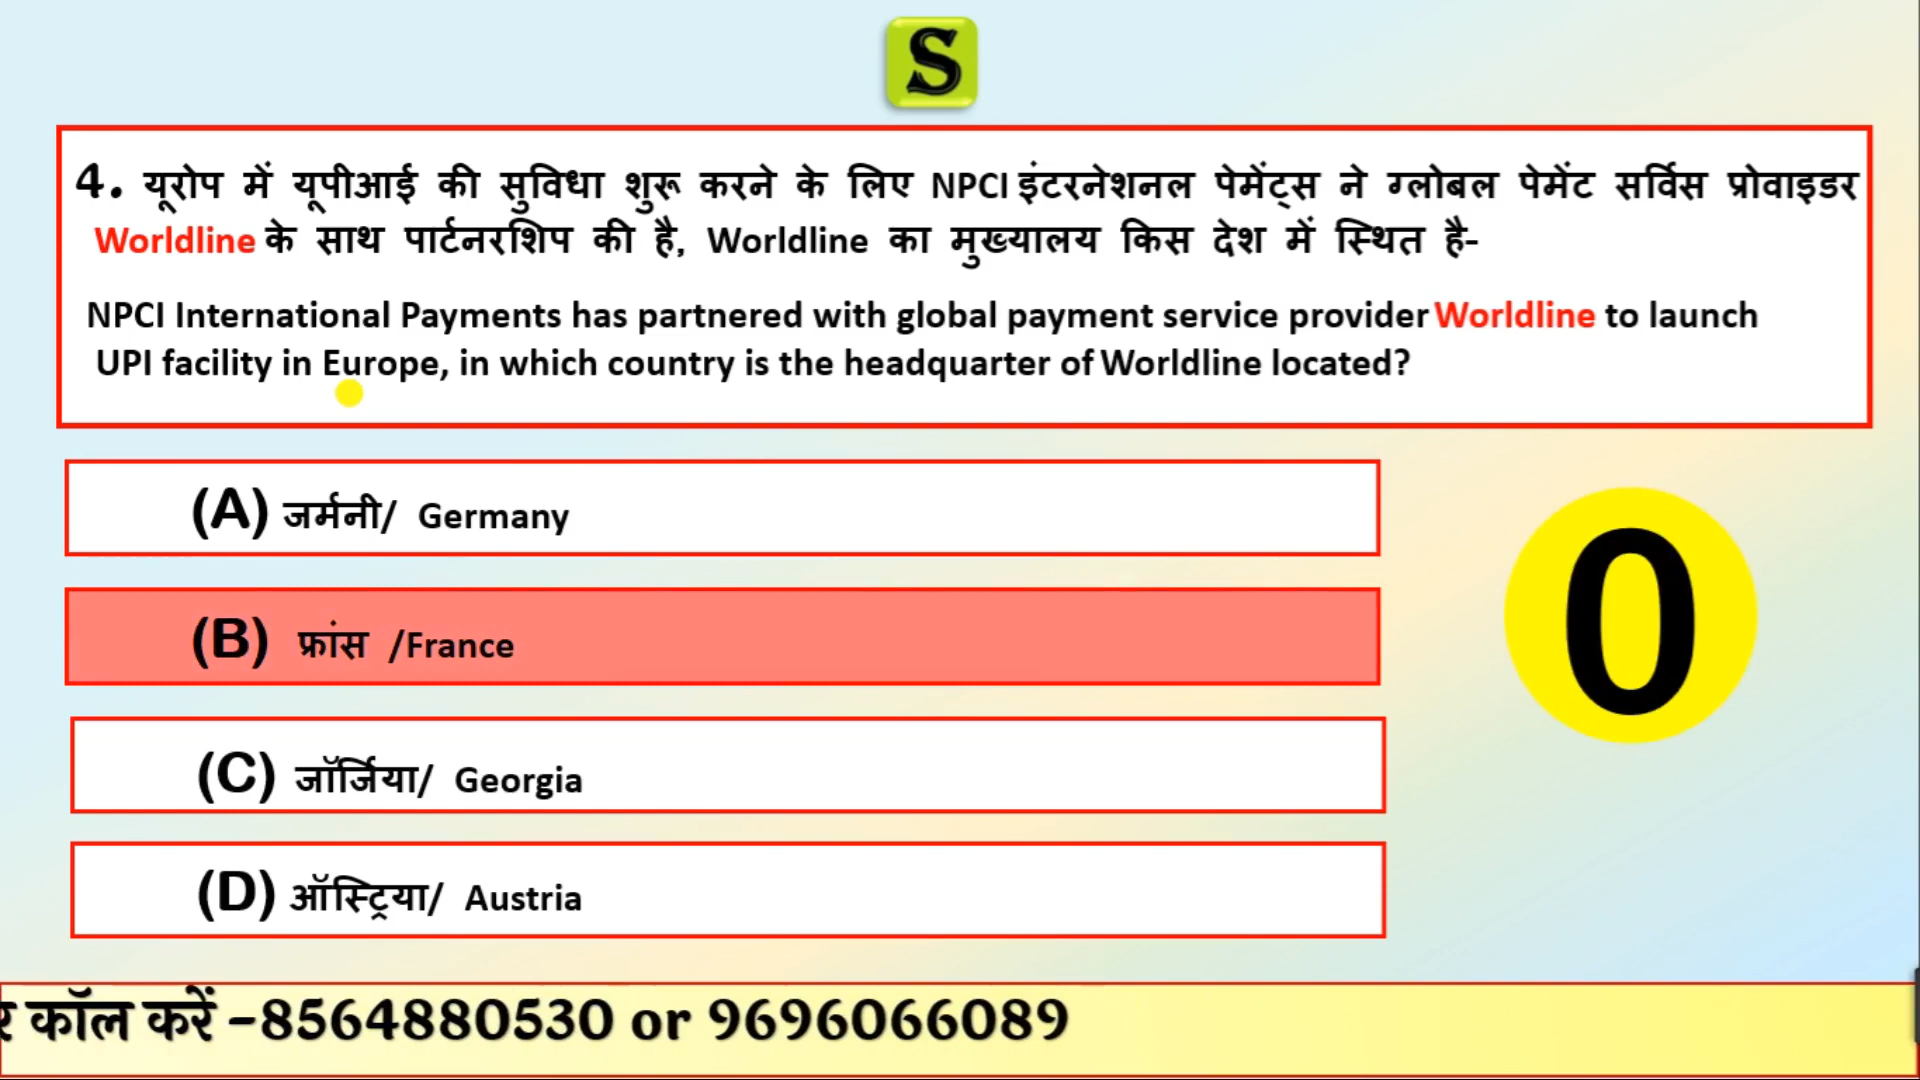 S
4. यूरोप में यूपीआई की सुविधा शुरू करने के लिए NPCI इंटरनेशनल पेमेंट्स ने ग्लोबल पेमेंट सर्विस प्रोवाइडर
Worldline के साथ पार्टनरशिप की है, Worldline का मुख्यालय किस देश में स्थित है-
NPCI International Payments has partnered with global payment service provider Worldline to launch
UPI facility in Europe, in which country is the headquarter of Worldline located?
(A) जर्मनी/ Germany
(B) फ्रांस /France
0
(C) जॉर्जिया/ Georgia
(D) ऑस्ट्रिया/ Austria
कॉल करें -8564880530 or 9696066089